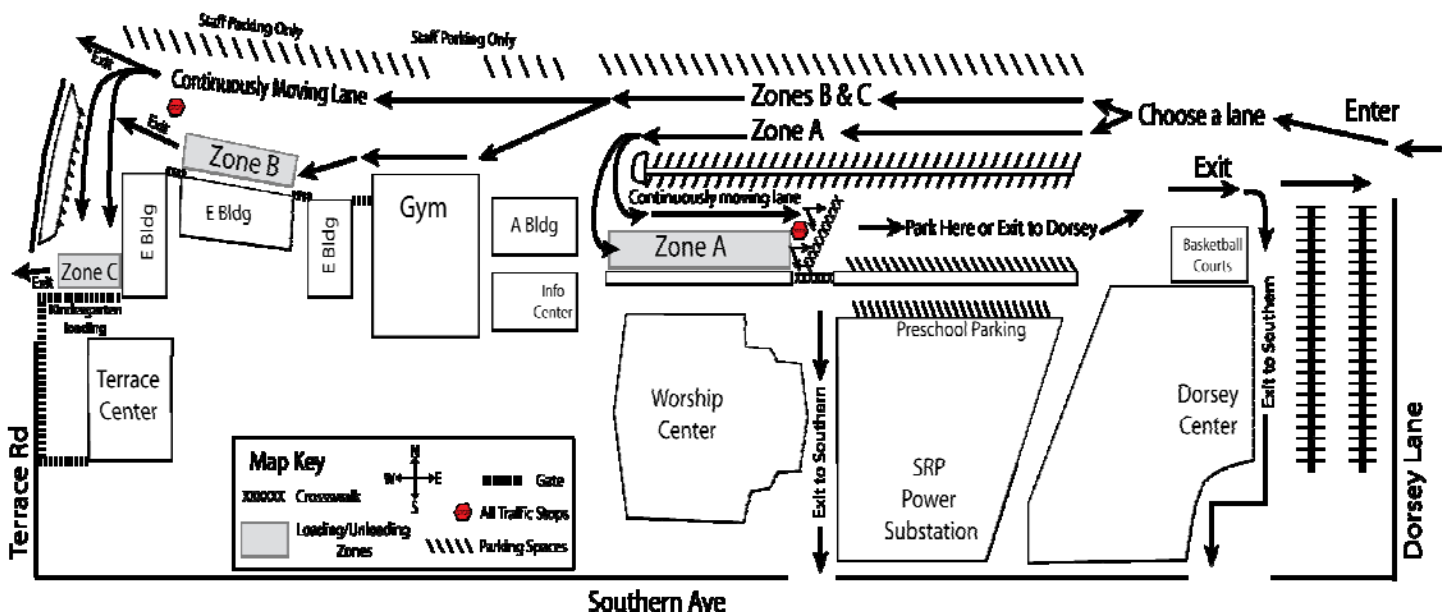 Staff Parking Only
Staff Parking Only
Exit
Continuously Moving Lane
Zones B & C
Choose a lane
Enter
Zone A
Exit
Exit
Zone B
Continuously moving lane
E Bldg
E Bldg
E Bldg
Gym
A Bldg
Zone A
Park Here or Exit to Dorsey
Basketball
Courts
Zone C
Exit
Kindergarten
loading
Info
Center
Preschool Parking
Terrace
Center
Worship
Center
Exit to Southern
SRP
Power
Substation
Dorsey
Center
Exit to Southern
Terrace Rd
Dorsey Lane
Map Key
N
W
E
S
Gate
xxxxxx Crosswalk
All Traffic Stops
Loading/Unloading
Zones
Parking Spaces
Southern Ave